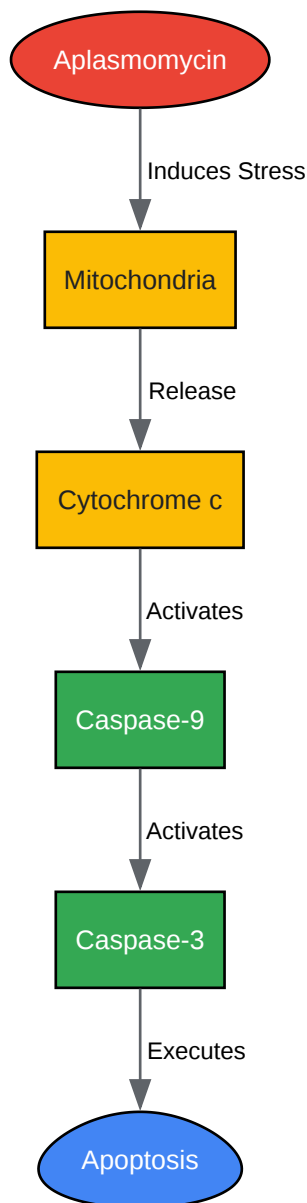 Aplasmomycin
Induces Stress
Mitochondria
Release
Cytochrome c
Activates
Caspase-9
Activates
Caspase-3
Executes
Apoptosis